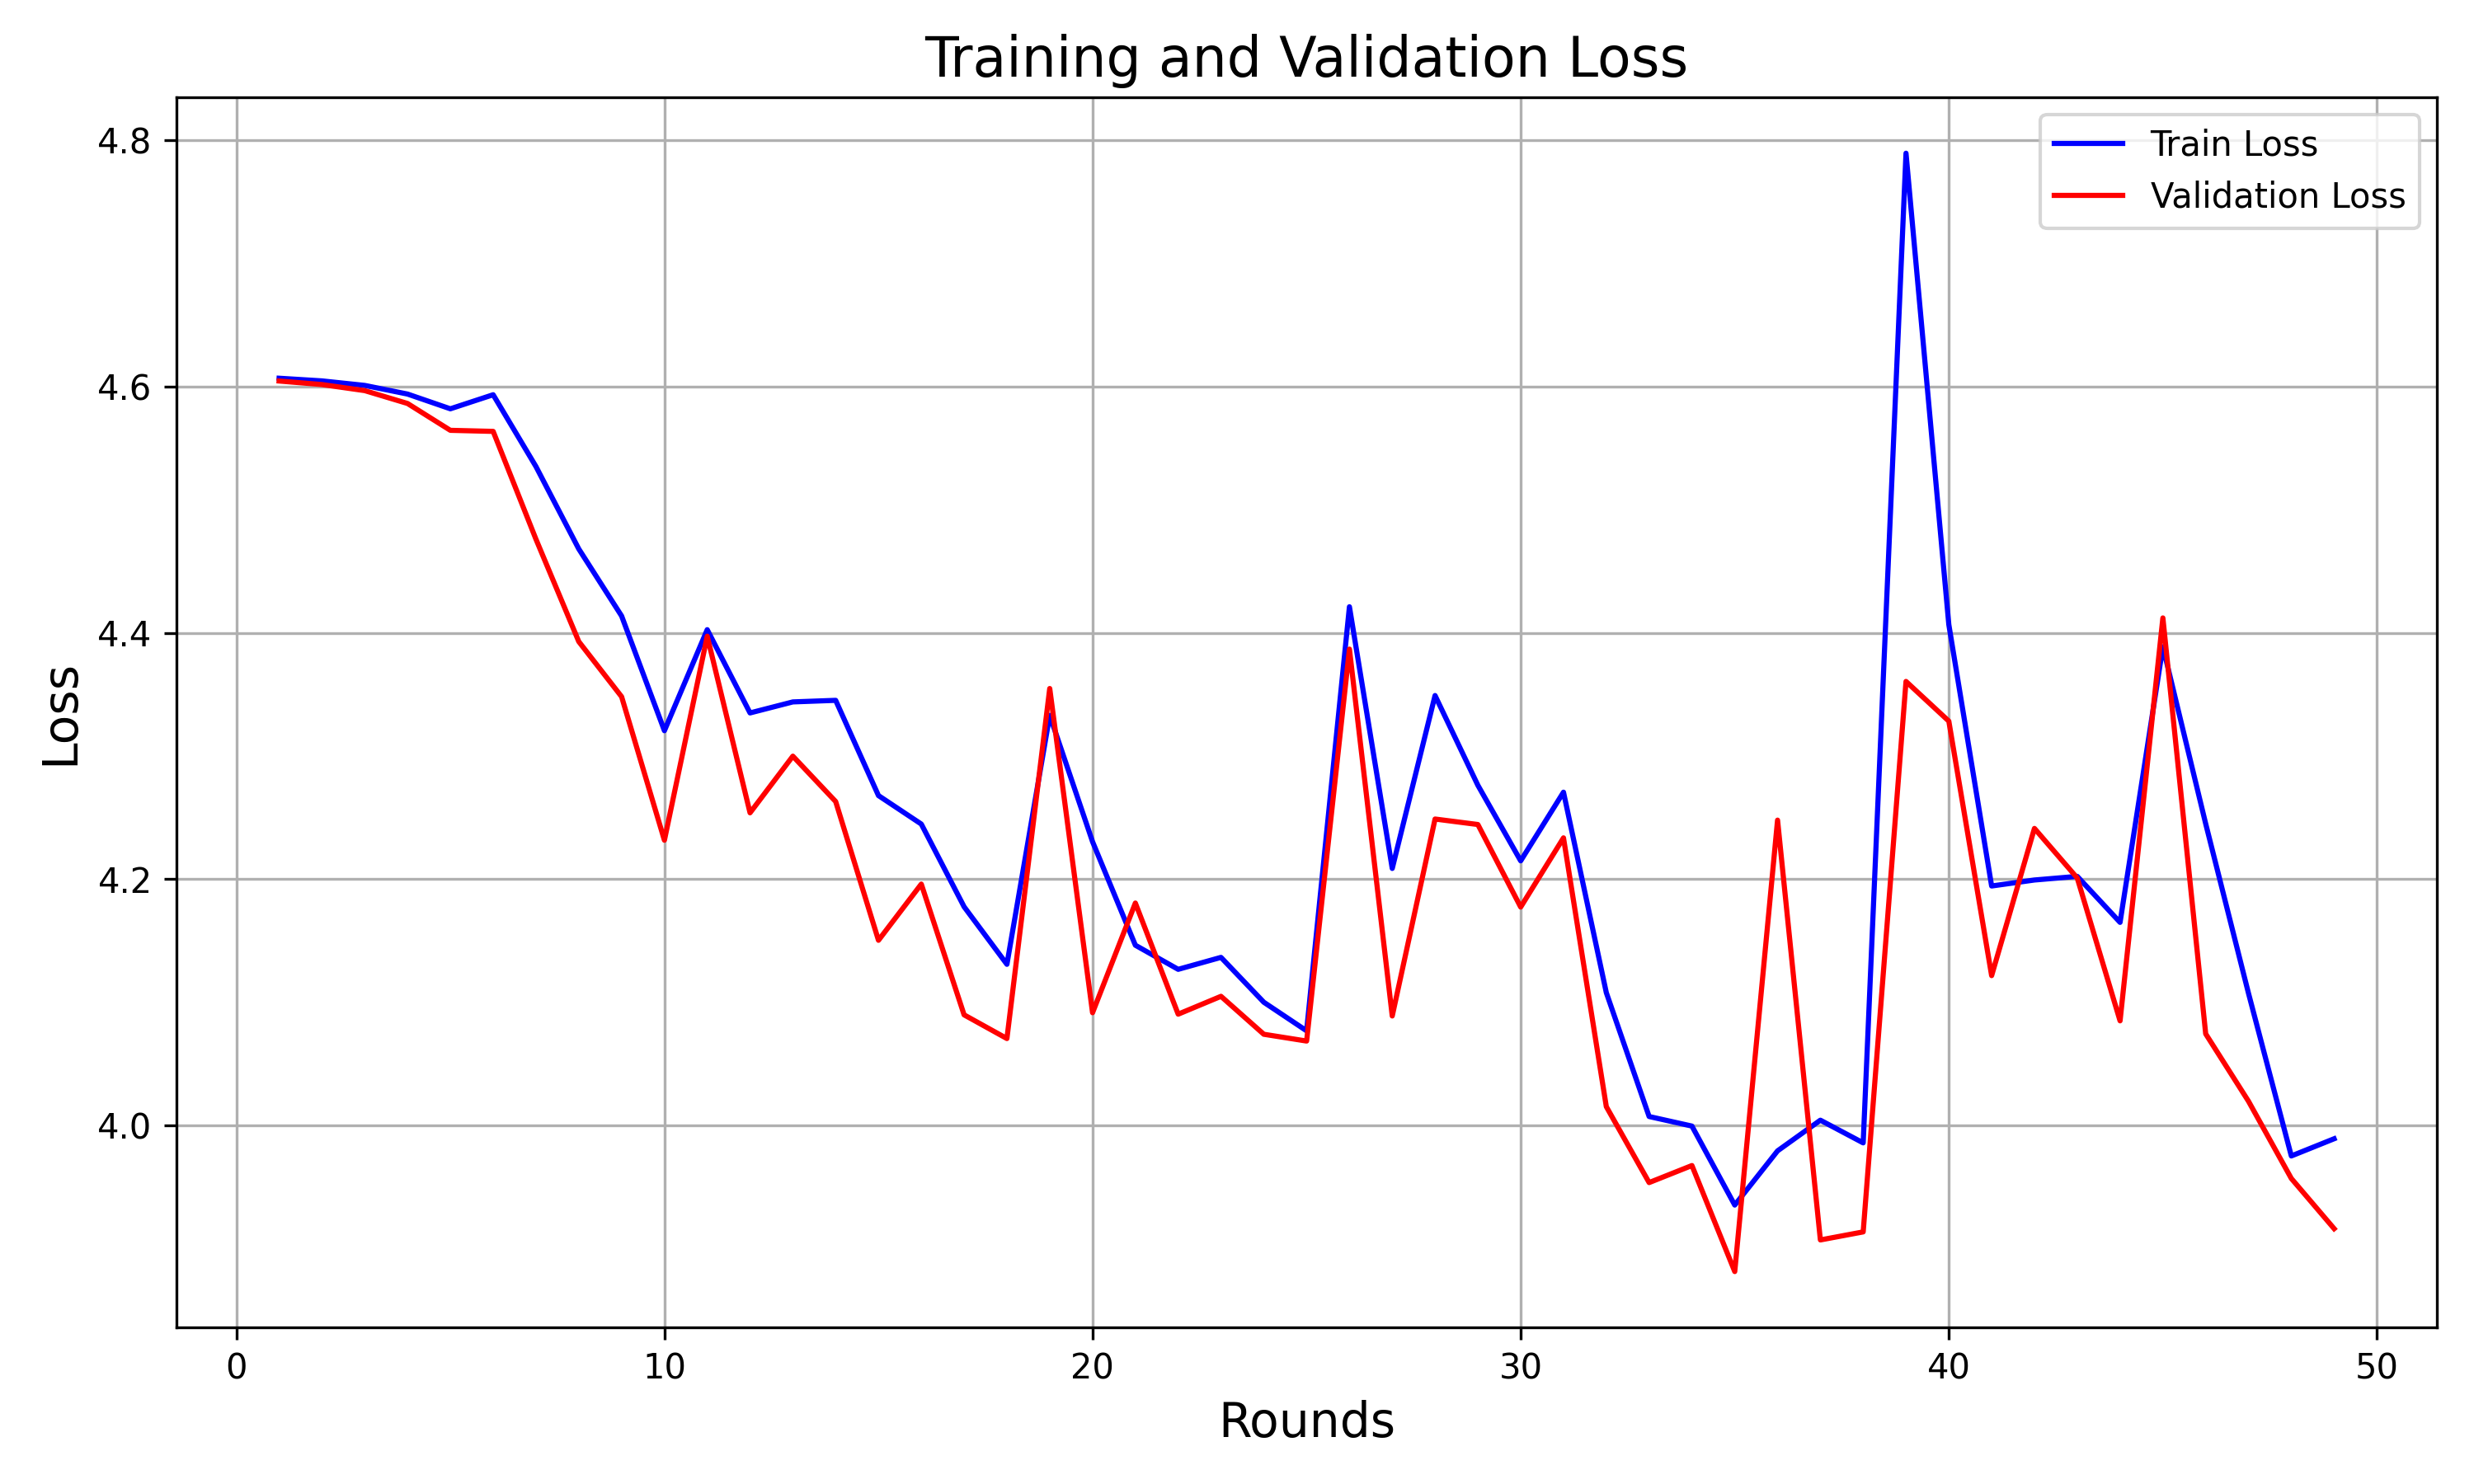 Training and Validation Loss
Train Loss
Validation Loss
4.8
4.6
4.4
4.2
4.0
Loss
0 10 20 30 40 50
Rounds